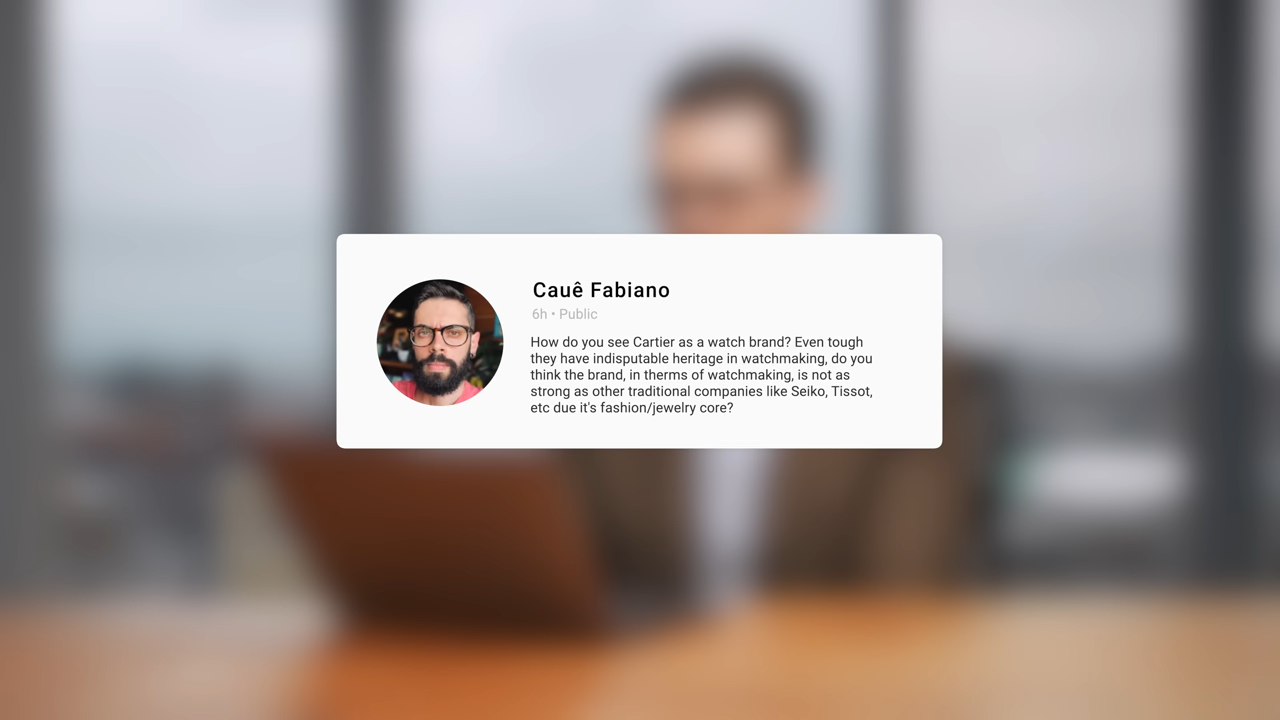 Cauê Fabiano
6h • Public
How do you see Cartier as a watch brand? Even tough
they have indisputable heritage in watchmaking, do you
think the brand, in therms of watchmaking, is not as
strong as other traditional companies like Seiko, Tissot,
etc due it's fashion/jewelry core?